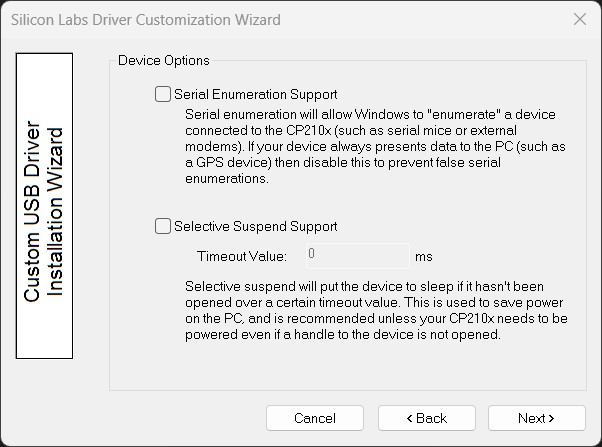 Silicon Labs Driver Customization Wizard
Custom USB Driver
Installation Wizard
Device Options
Serial Enumeration Support
Serial enumeration will allow Windows to "enumerate" a device
connected to the CP210x (such as serial mice or external
modems). If your device always presents data to the PC (such as
a GPS device) then disable this to prevent false serial
enumerations.
Selective Suspend Support
Timeout Value: 0 ms
Selective suspend will put the device to sleep if it hasn't been
opened over a certain timeout value. This is used to save power
on the PC, and is recommended unless your CP210x needs to be
powered even if a handle to the device is not opened.
Cancel
< Back
Next >